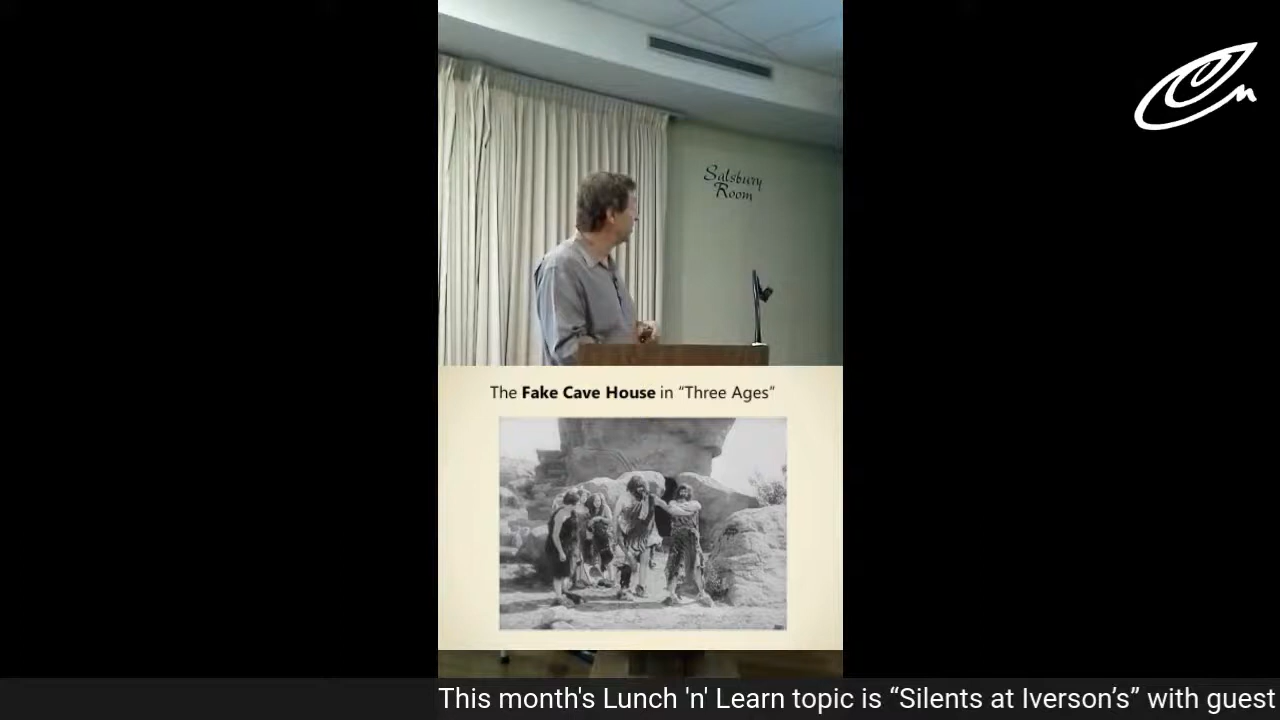 Salsbury
Room
The Fake Cave House in “Three Ages”
This month's Lunch 'n' Learn topic is “Silents at Iverson’s” with guest